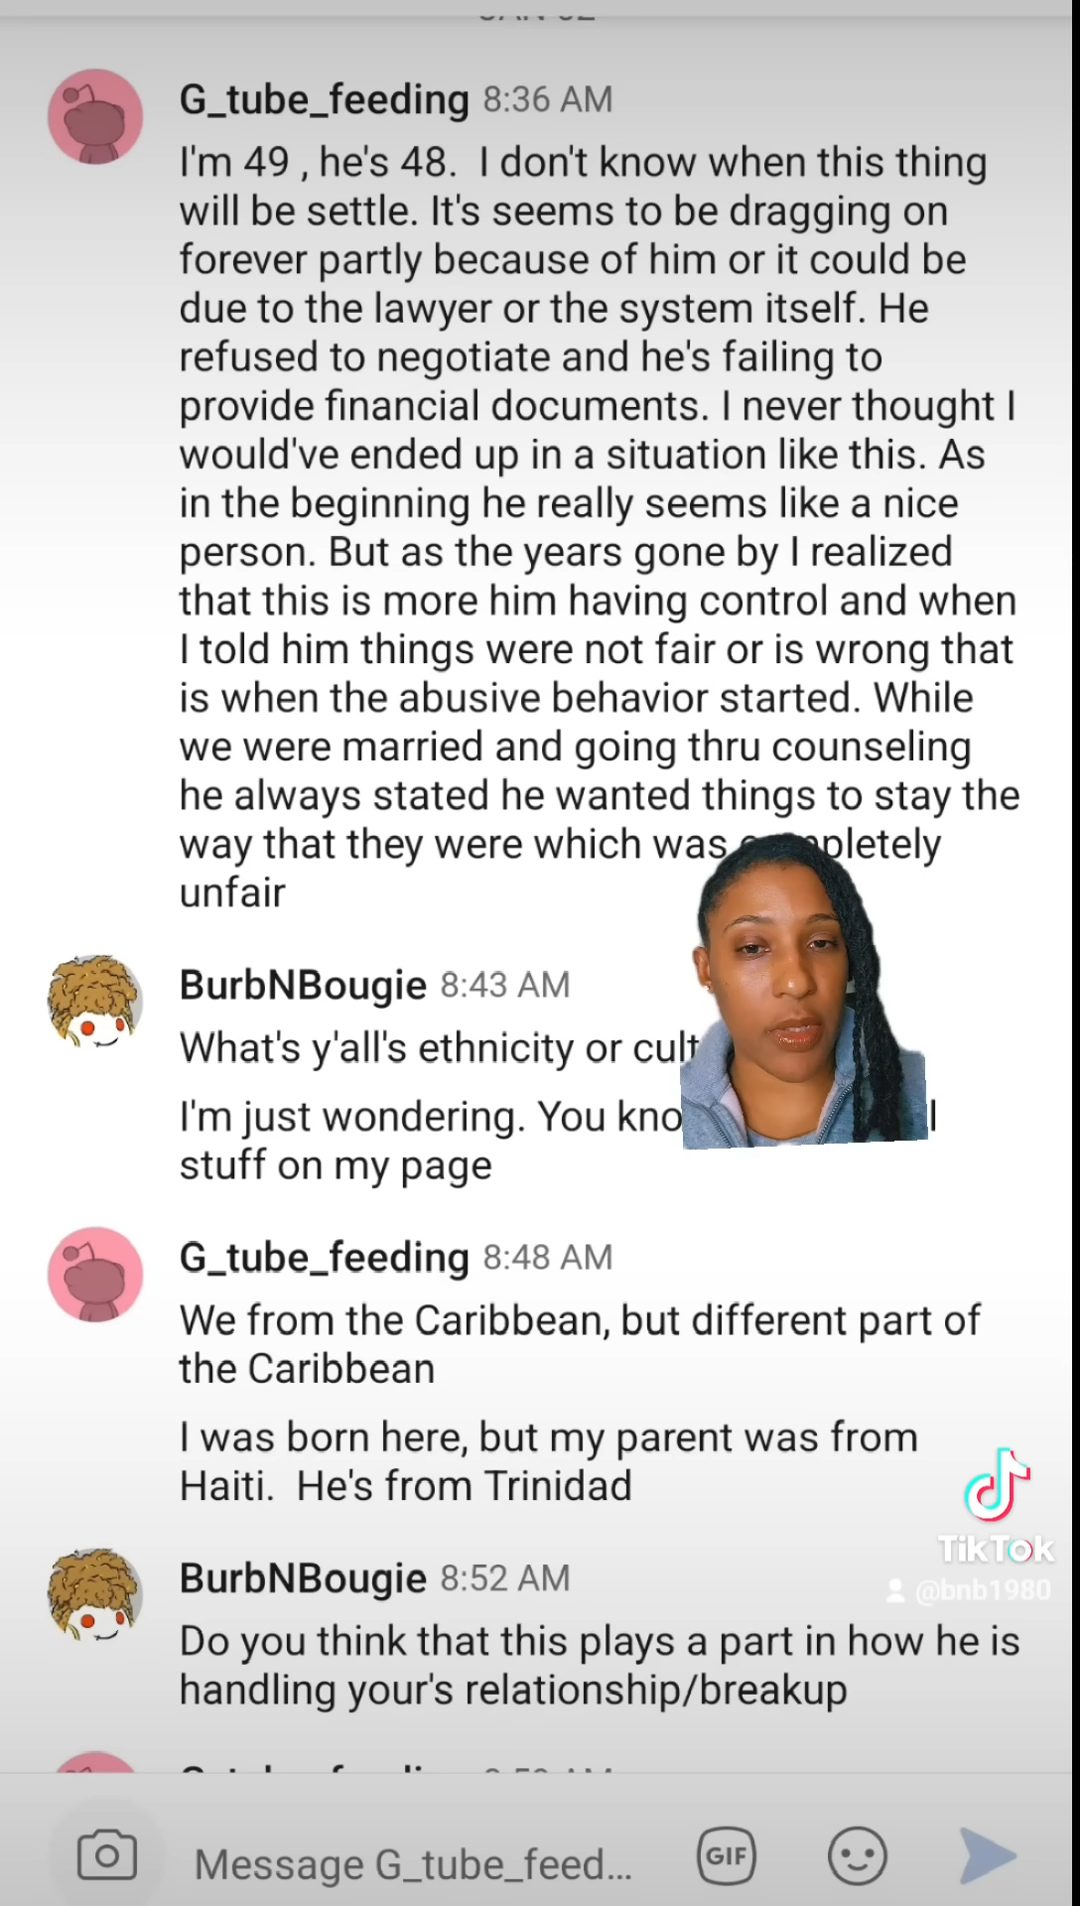 G_tube_feeding 8:36 AM
I'm 49 , he's 48.  I don't know when this thing
will be settle. It's seems to be dragging on
forever partly because of him or it could be
due to the lawyer or the system itself. He
refused to negotiate and he's failing to
provide financial documents. I never thought I
would've ended up in a situation like this. As
in the beginning he really seems like a nice
person. But as the years gone by I realized
that this is more him having control and when
I told him things were not fair or is wrong that
is when the abusive behavior started. While
we were married and going thru counseling
he always stated he wanted things to stay the
way that they were which was completely
unfair
BurbNBougie 8:43 AM
What's y'all's ethnicity or
I'm just wondering. You
stuff on my page
G_tube_feeding 8:48 AM
We from the Caribbean, but different part of
the Caribbean
I was born here, but my parent was from
Haiti.  He's from Trinidad
TikTok
@bnb1980
BurbNBougie 8:52 AM
Do you think that this plays a part in how he is
handling your's relationship/breakup
Message G_tube_feed...
GIF